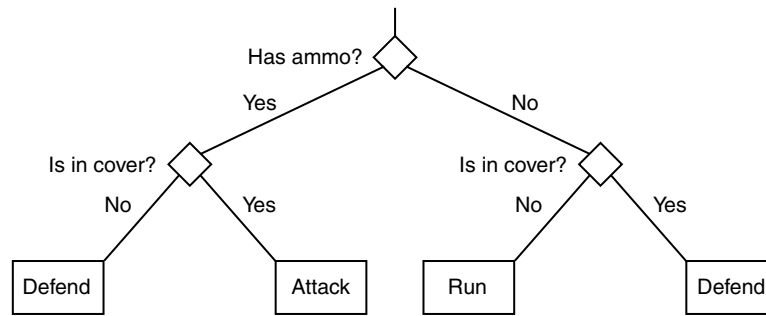 Has ammo?
Yes
No
Is in cover?
Is in cover?
No
Yes
No
Yes
Defend
Attack
Run
Defend